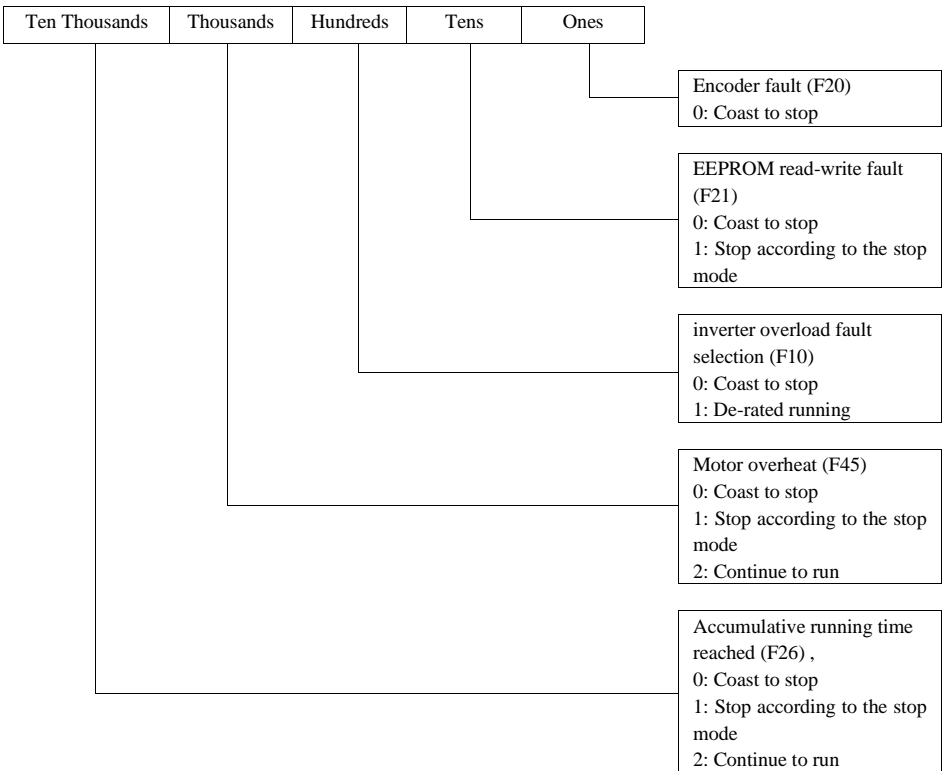 Ten Thousands Thousands Hundreds Tens Ones
Encoder fault (F20)
0: Coast to stop
EEPROM read-write fault
(F21)
0: Coast to stop
1: Stop according to the stop
mode
inverter overload fault
selection (F10)
0: Coast to stop
1: De-rated running
Motor overheat (F45)
0: Coast to stop
1: Stop according to the stop
mode
2: Continue to run
Accumulative running time
reached (F26) ,
0: Coast to stop
1: Stop according to the stop
mode
2: Continue to run